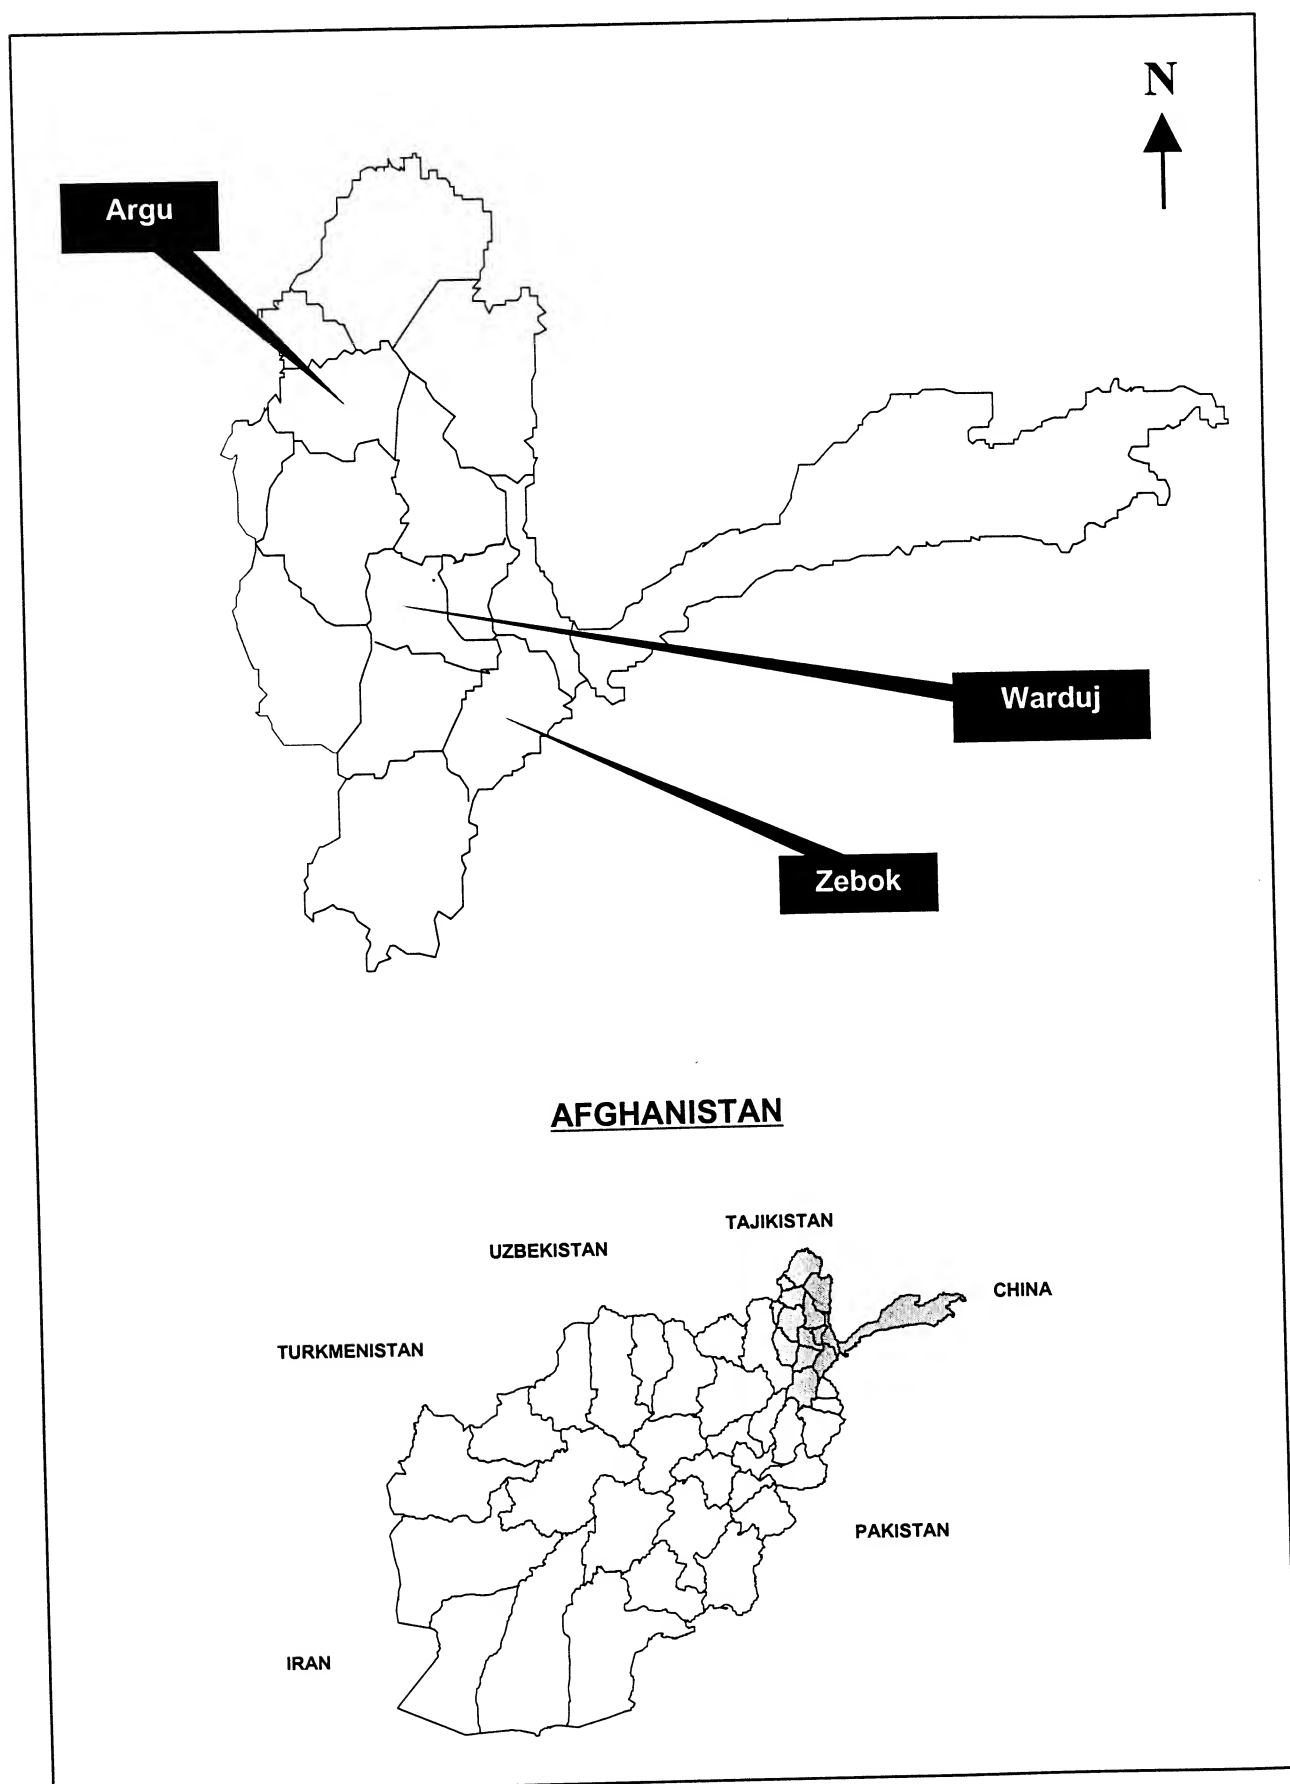 N
Argu
Warduj
Zebok
AFGHANISTAN
TAJIKISTAN
UZBEKISTAN
CHINA
TURKMENISTAN
PAKISTAN
IRAN